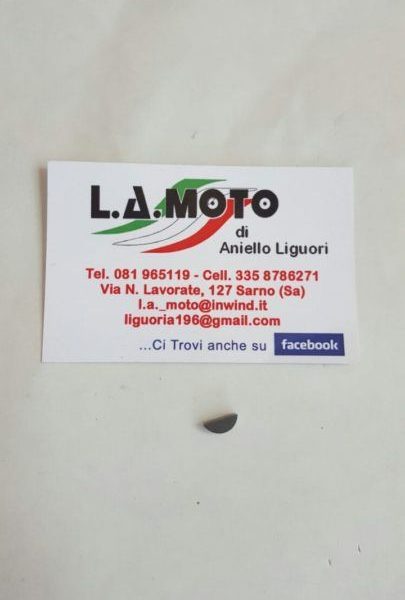 L.A.MOTO
di
Aniello Liguori
Tel. 081 965119 - Cell. 335 8786271
Via N. Lavorate, 127 Sarno (Sa)
l.a._moto@inwind.it
liguoria196@gmail.com
...Ci Trovi anche su facebook